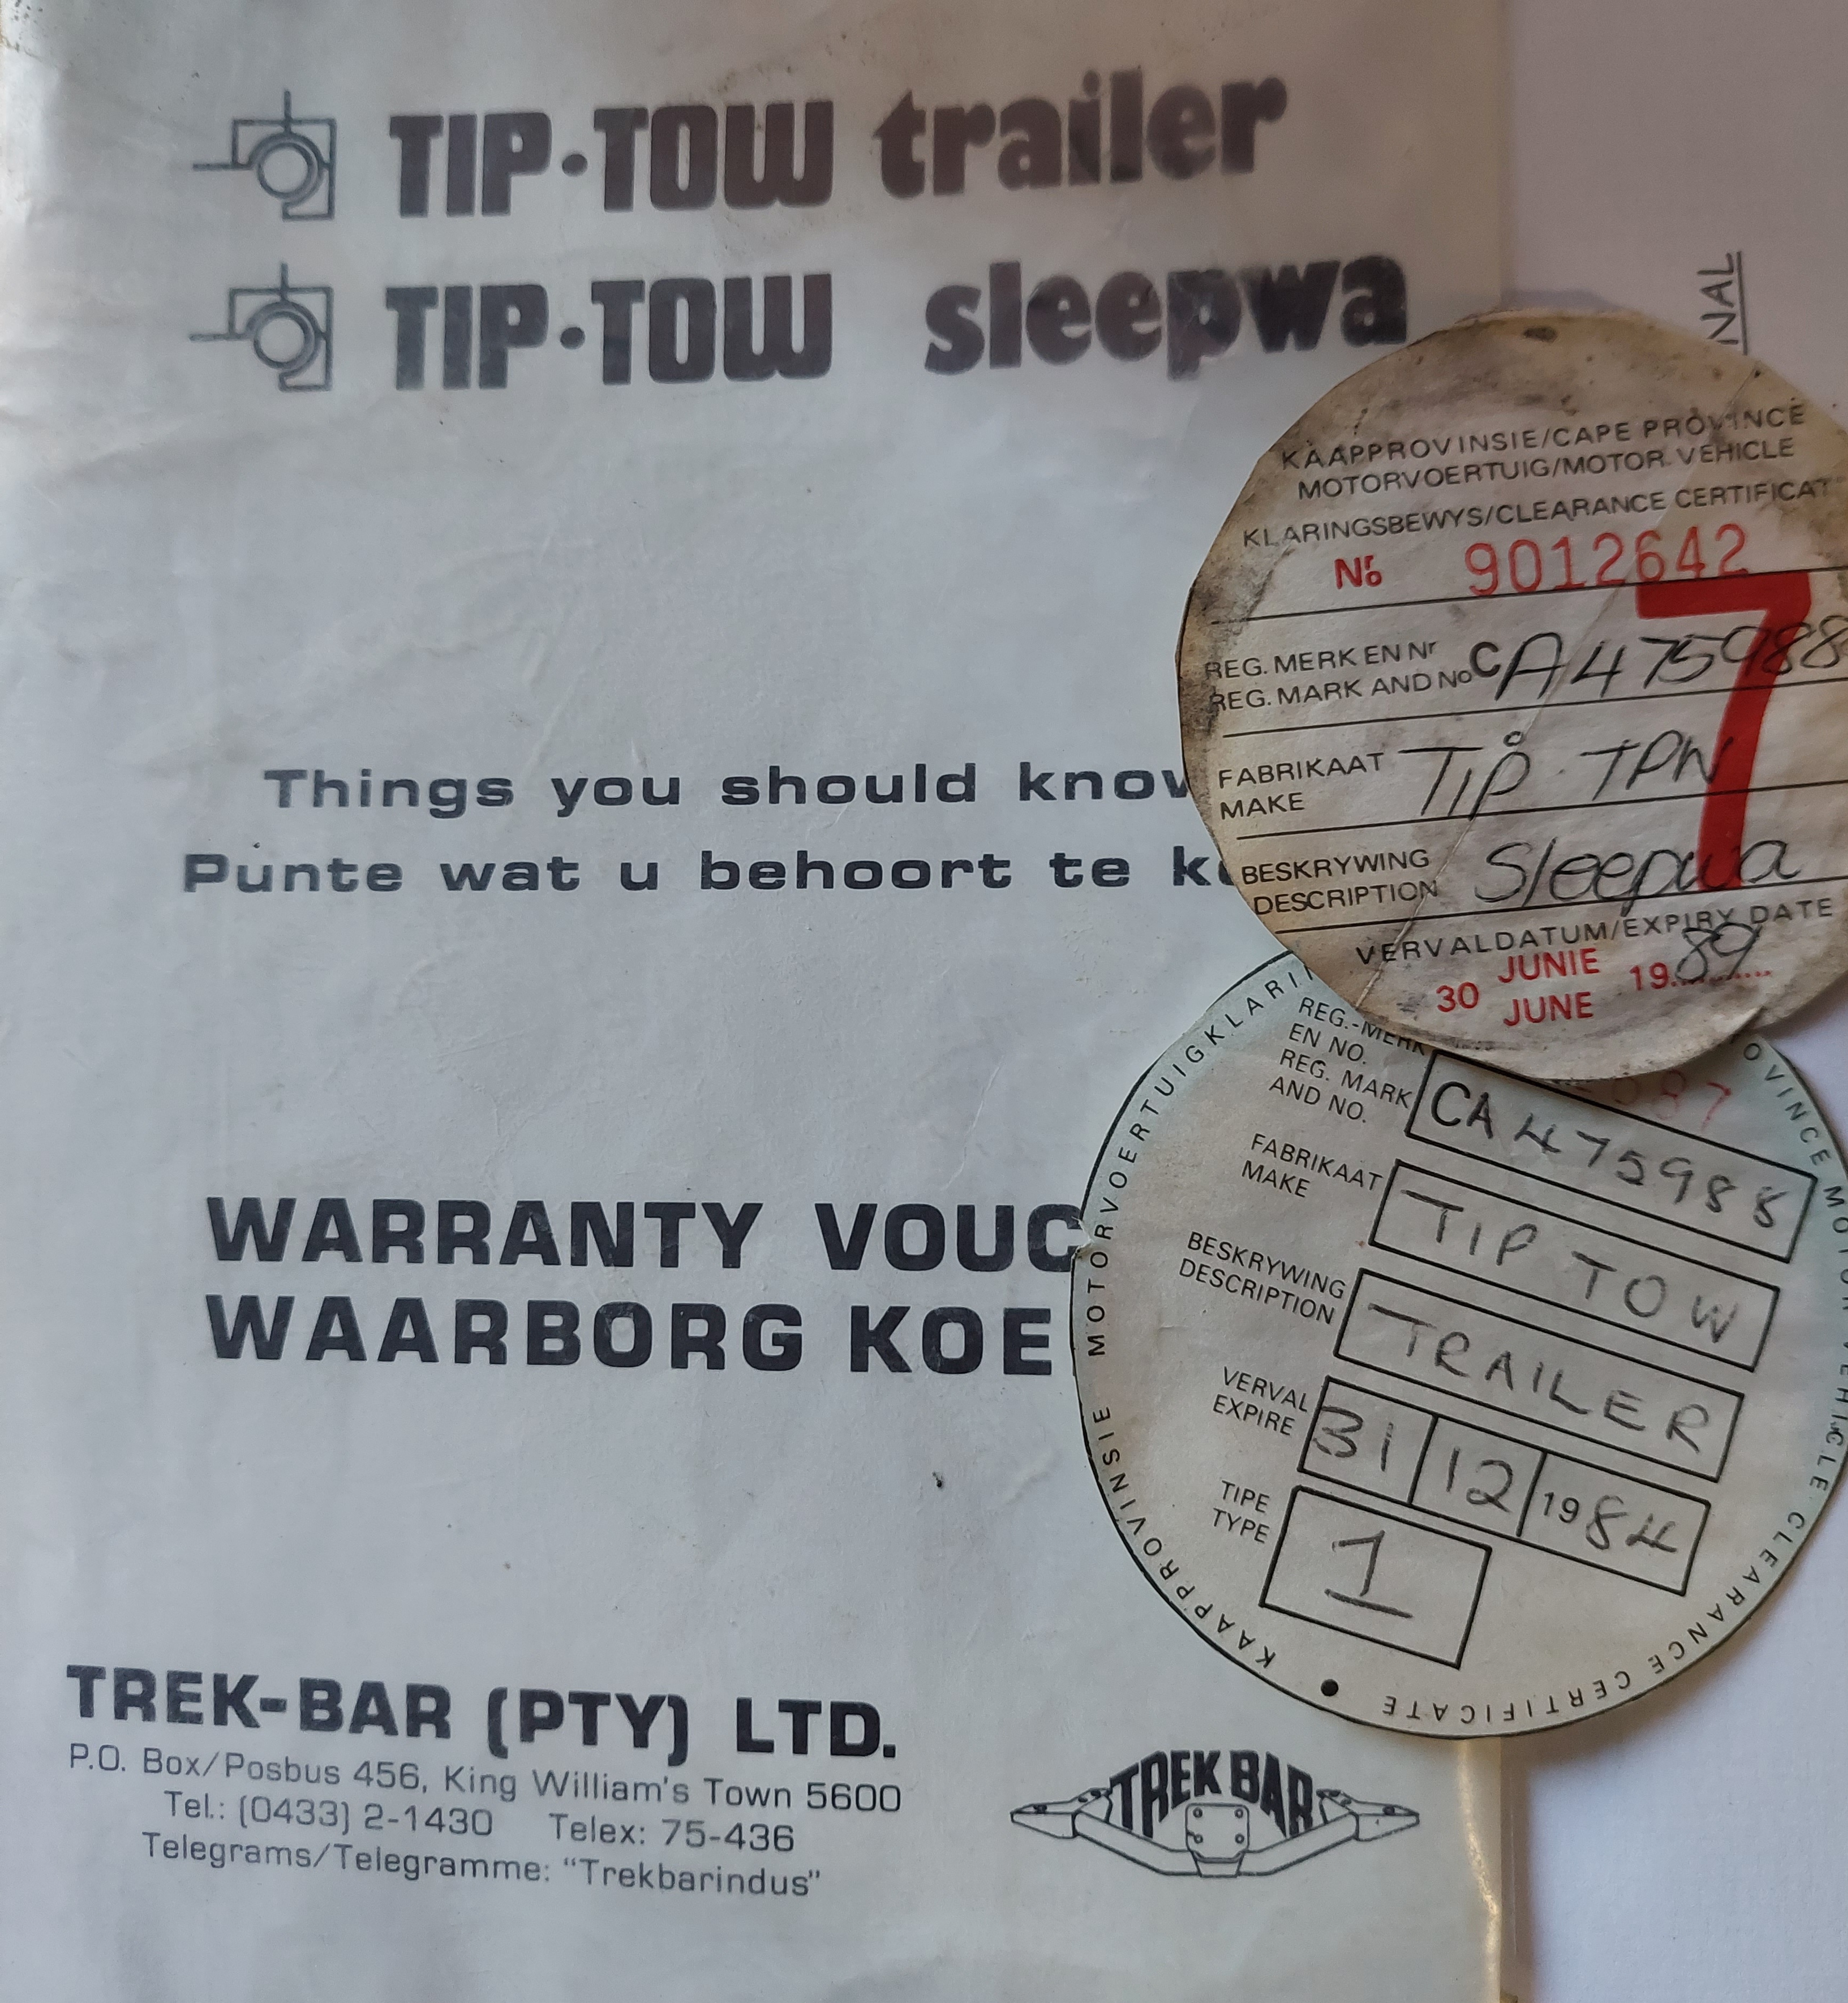 TIP·TOW trailer
TIP·TOW sleepwa
Things you should know
Punte wat u behoort te
WARRANTY VOUC
WAARBORG KOE
TREK-BAR (PTY) LTD.
P.O. Box/Posbus 456, King William's Town 5600
Tel.: (0433) 2-1430 Telex: 75-436
Telegrams/Telegramme: "Trekbarindus"
TREK BAR
NAL
KAAPPROVINSIE/CAPE PROVINCE
MOTORVOERTUIG/MOTOR VEHICLE
KLARINGSBEWYS/CLEARANCE CERTIFICAT
No 9012642
7
REG. MERK EN Nr
REG. MARK AND No CA475988
FABRIKAAT
MAKE TIP TOW
BESKRYWING
DESCRIPTION Sleepwa
VERVALDATUM/EXPIRY DATE
30 JUNIE 1989
JUNE
REG.-MERK
EN NO.
REG. MARK
AND NO. CA 475988
FABRIKAAT
MAKE TIP TOW
BESKRYWING
DESCRIPTION TRAILER
VERVAL
EXPIRE 31 12 1984
TIPE
TYPE 1
KAAPPROVINSIE MOTORVOERTUIGKLARI
OVINCE MOTOR VEHICLE CLEARANCE CERTIFICATE